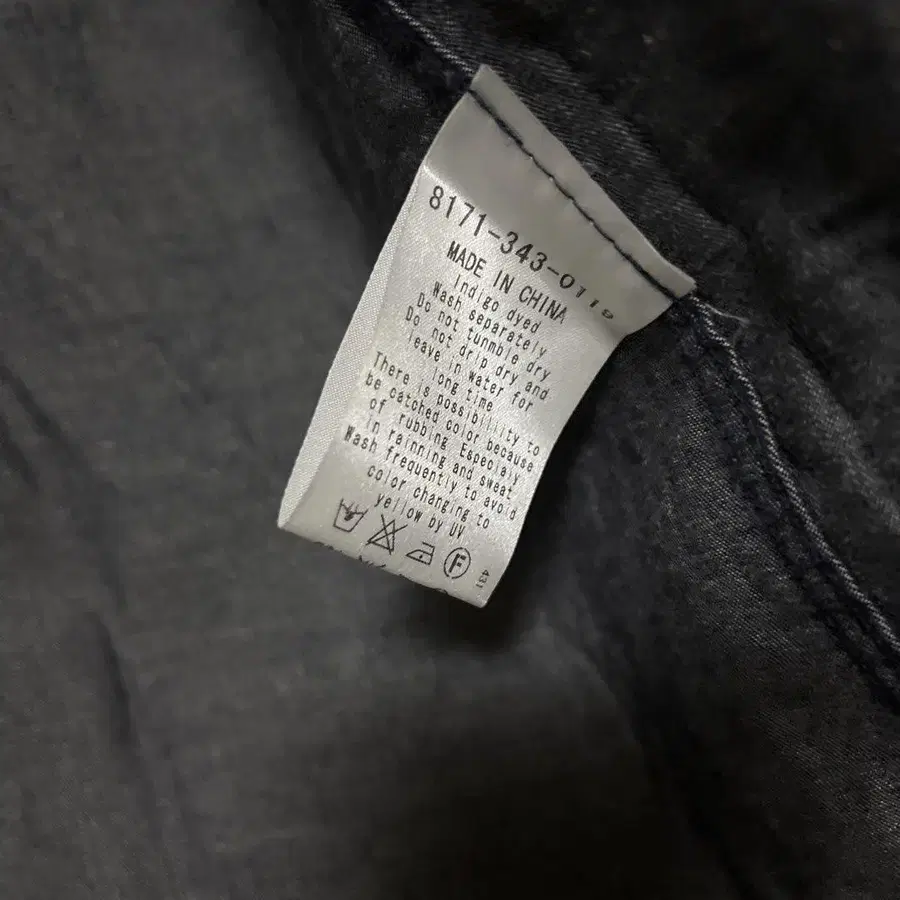 8171-343-0119
MADE IN CHINA
Indigo dyed
Wash separately
Do not tunmble dry
Do not drip dry and
leave in water for
long time
There is possibility to
be catched color because
of rubbing Especialy
in rainning and sweat
Wash frequently to avoid
color changing to
yellow by UV
F
431